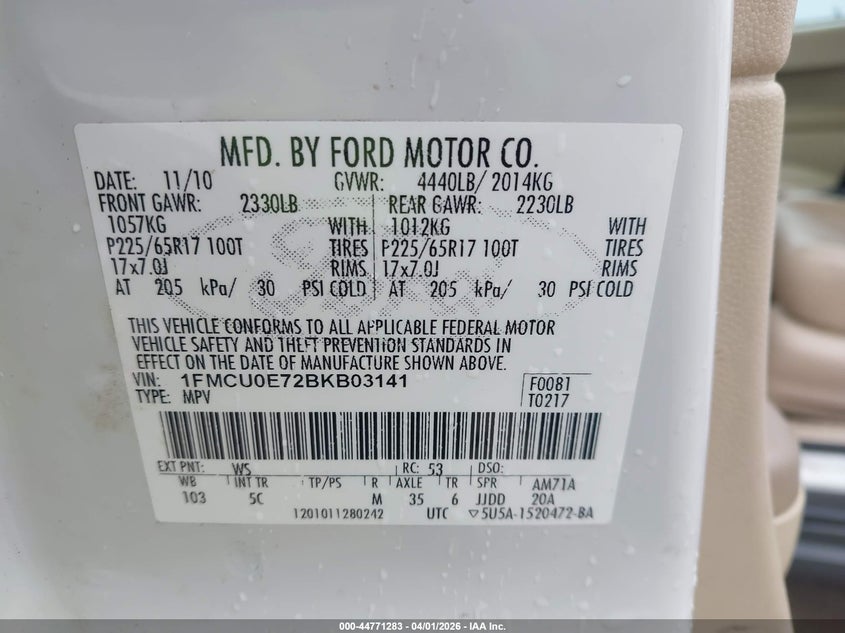 MFD. BY FORD MOTOR CO.
DATE: 11/10 GVWR: 4440LB/ 2014KG
FRONT GAWR: 2330LB REAR GAWR: 2230LB
1057KG WITH 1012KG WITH
P225/65R17 100T TIRES P225/65R17 100T TIRES
17x7.0J RIMS 17x7.0J RIMS
AT 205 kPa/ 30 PSI COLD AT 205 kPa/ 30 PSI COLD
THIS VEHICLE CONFORMS TO ALL APPLICABLE FEDERAL MOTOR
VEHICLE SAFETY AND THEFT PREVENTION STANDARDS IN
EFFECT ON THE DATE OF MANUFACTURE SHOWN ABOVE.
VIN: 1FMCU0E72BKB03141 F0081
TYPE: MPV T0217
EXT PNT: WS RC: 53 DSO:
WB INT TR TP/PS R AXLE TR SPR AM71A
103 5C M 35 6 JJDD 20A
1201011280242 UTC ▽5U5A-1520472-BA
000-44771283 - 04/01/2026 - IAA Inc.